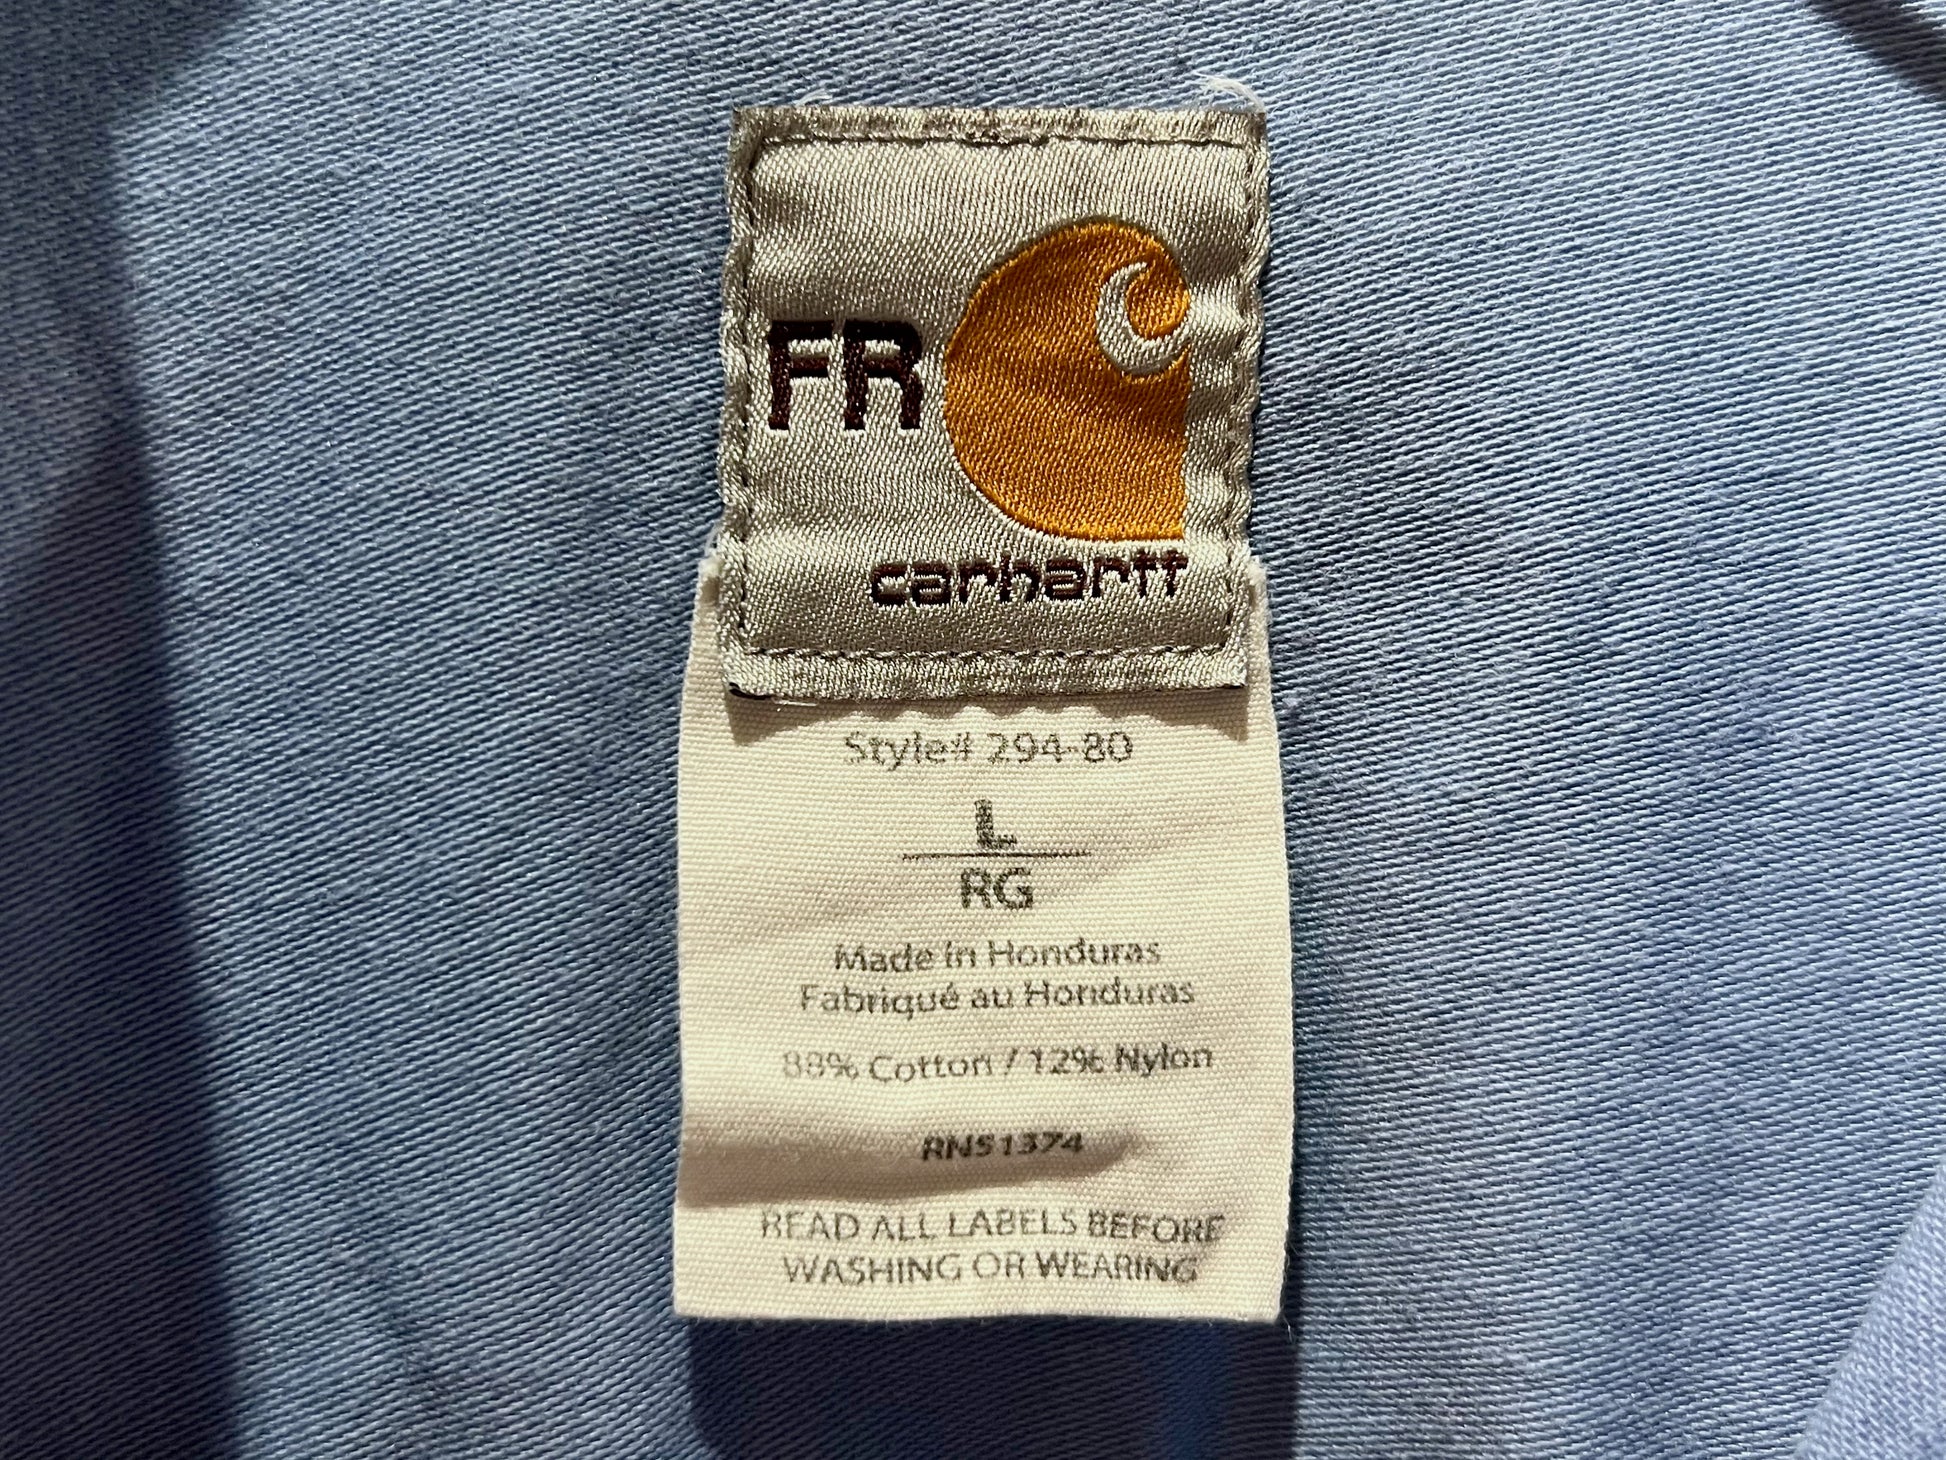 FR
carhartt
Style# 294-80
L
RG
Made in Honduras
Fabriqué au Honduras
88% Cotton / 12% Nylon
RN51374
READ ALL LABELS BEFORE
WASHING OR WEARING